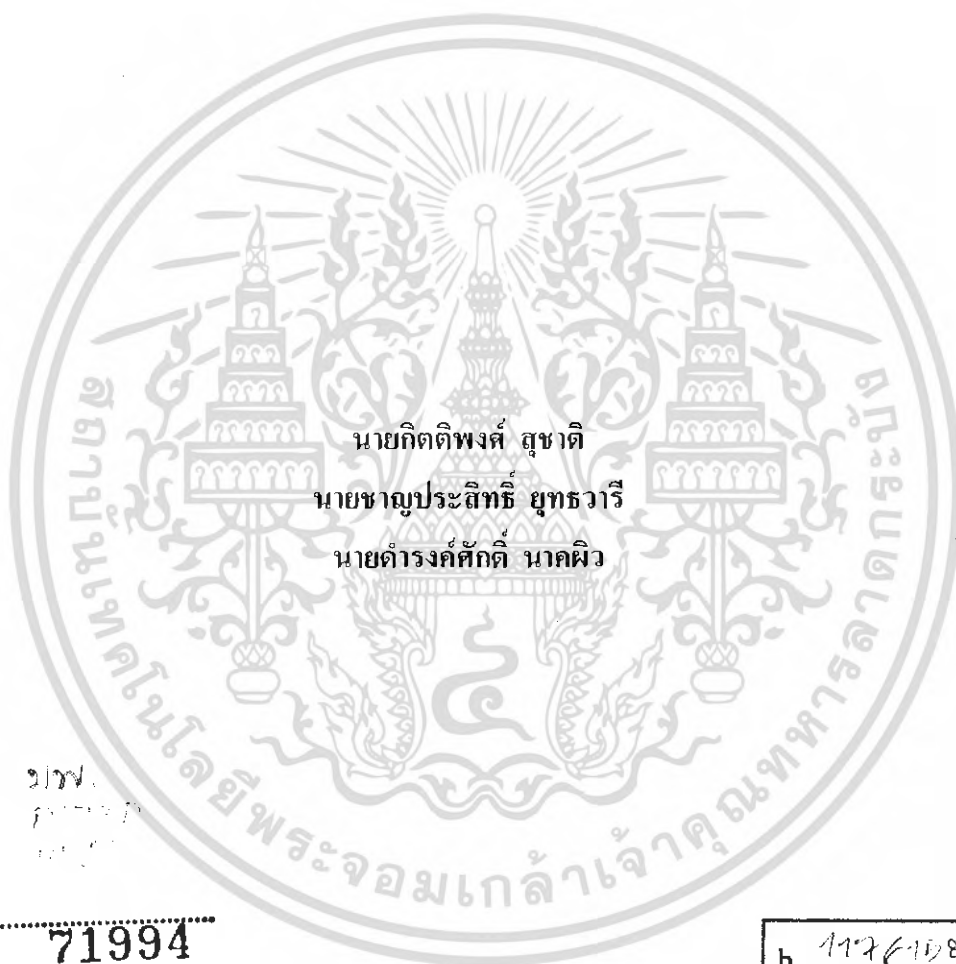 นายกิตติพงศ์ สุชาติ
นายชาญประสิทธิ์ ยุทธวารี
นายดำรงค์ศักดิ์ นาคผิว
สถาบันเทคโนโลยีพระจอมเกล้าเจ้าคุณทหารลาดกระบัง
๔
71994
b